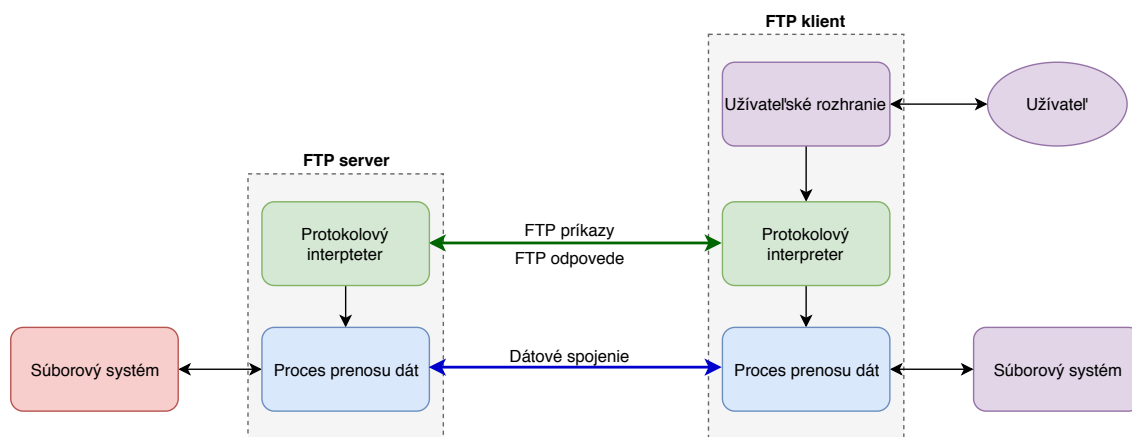 FTP klient
Užívateľské rozhranie
Užívateľ
FTP server
Protokolový
interpteter
FTP príkazy
FTP odpovede
Protokolový
interpreter
Súborový systém
Proces prenosu dát
Dátové spojenie
Proces prenosu dát
Súborový systém